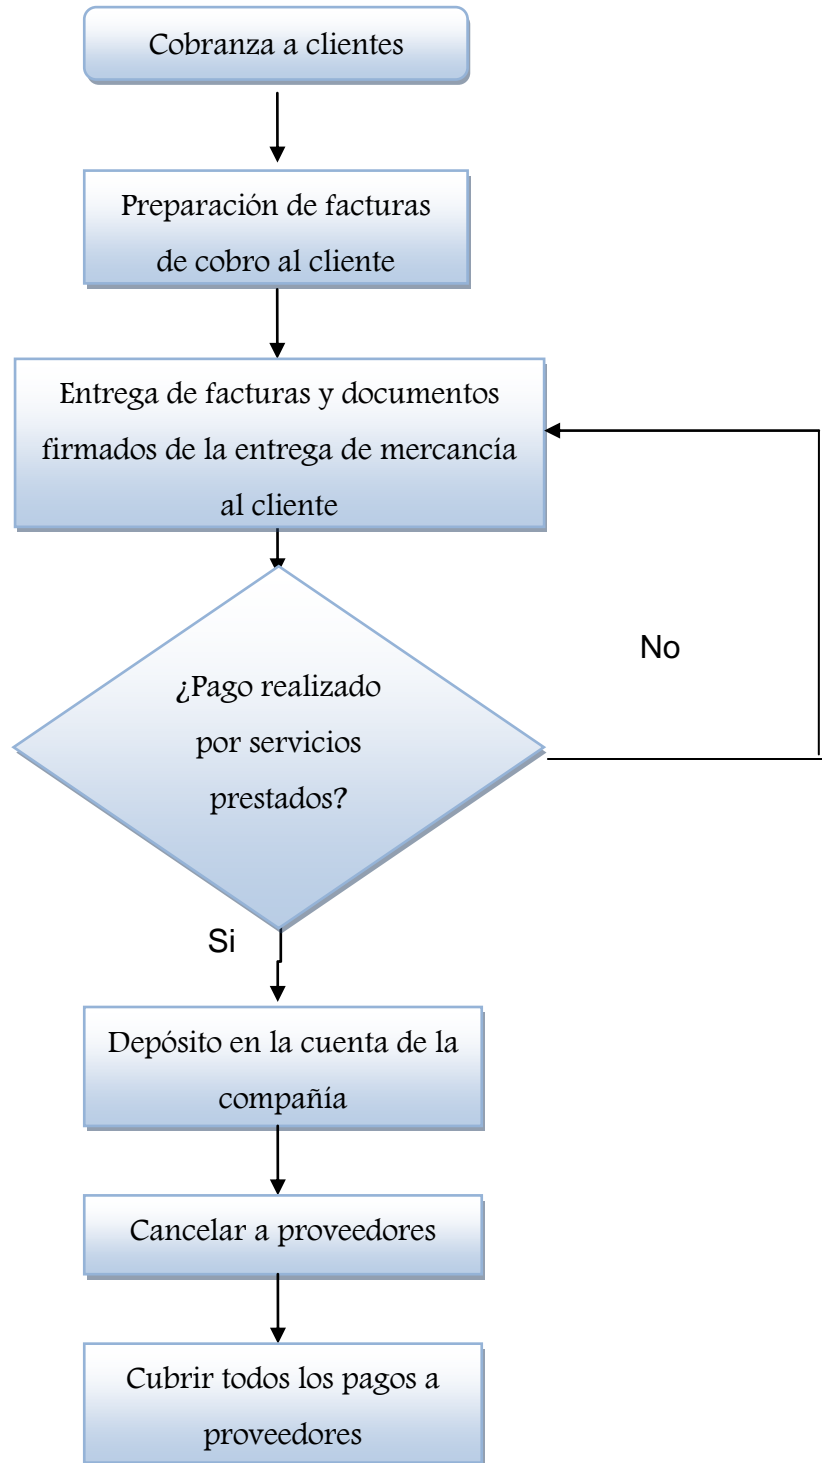 Cobranza a clientes
Preparación de facturas
de cobro al cliente
Entrega de facturas y documentos
firmados de la entrega de mercancía
al cliente
¿Pago realizado
por servicios
prestados?
No
Si
Depósito en la cuenta de la
compañía
Cancelar a proveedores
Cubrir todos los pagos a
proveedores